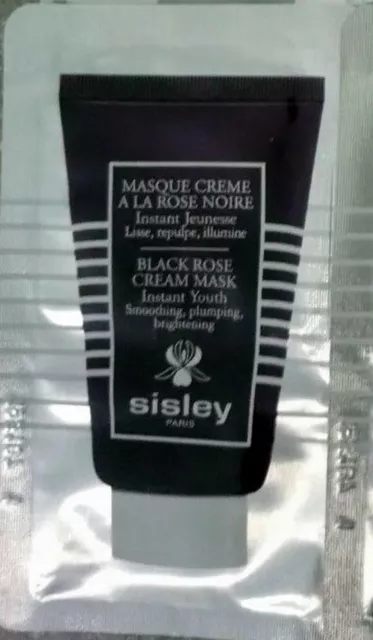 MASQUE CREME
A LA ROSE NOIRE
Instant Jeunesse
Lisse, repulpe, illumine
BLACK ROSE
CREAM MASK
Instant Youth
Smoothing, plumping,
brightening
sisley
PARIS